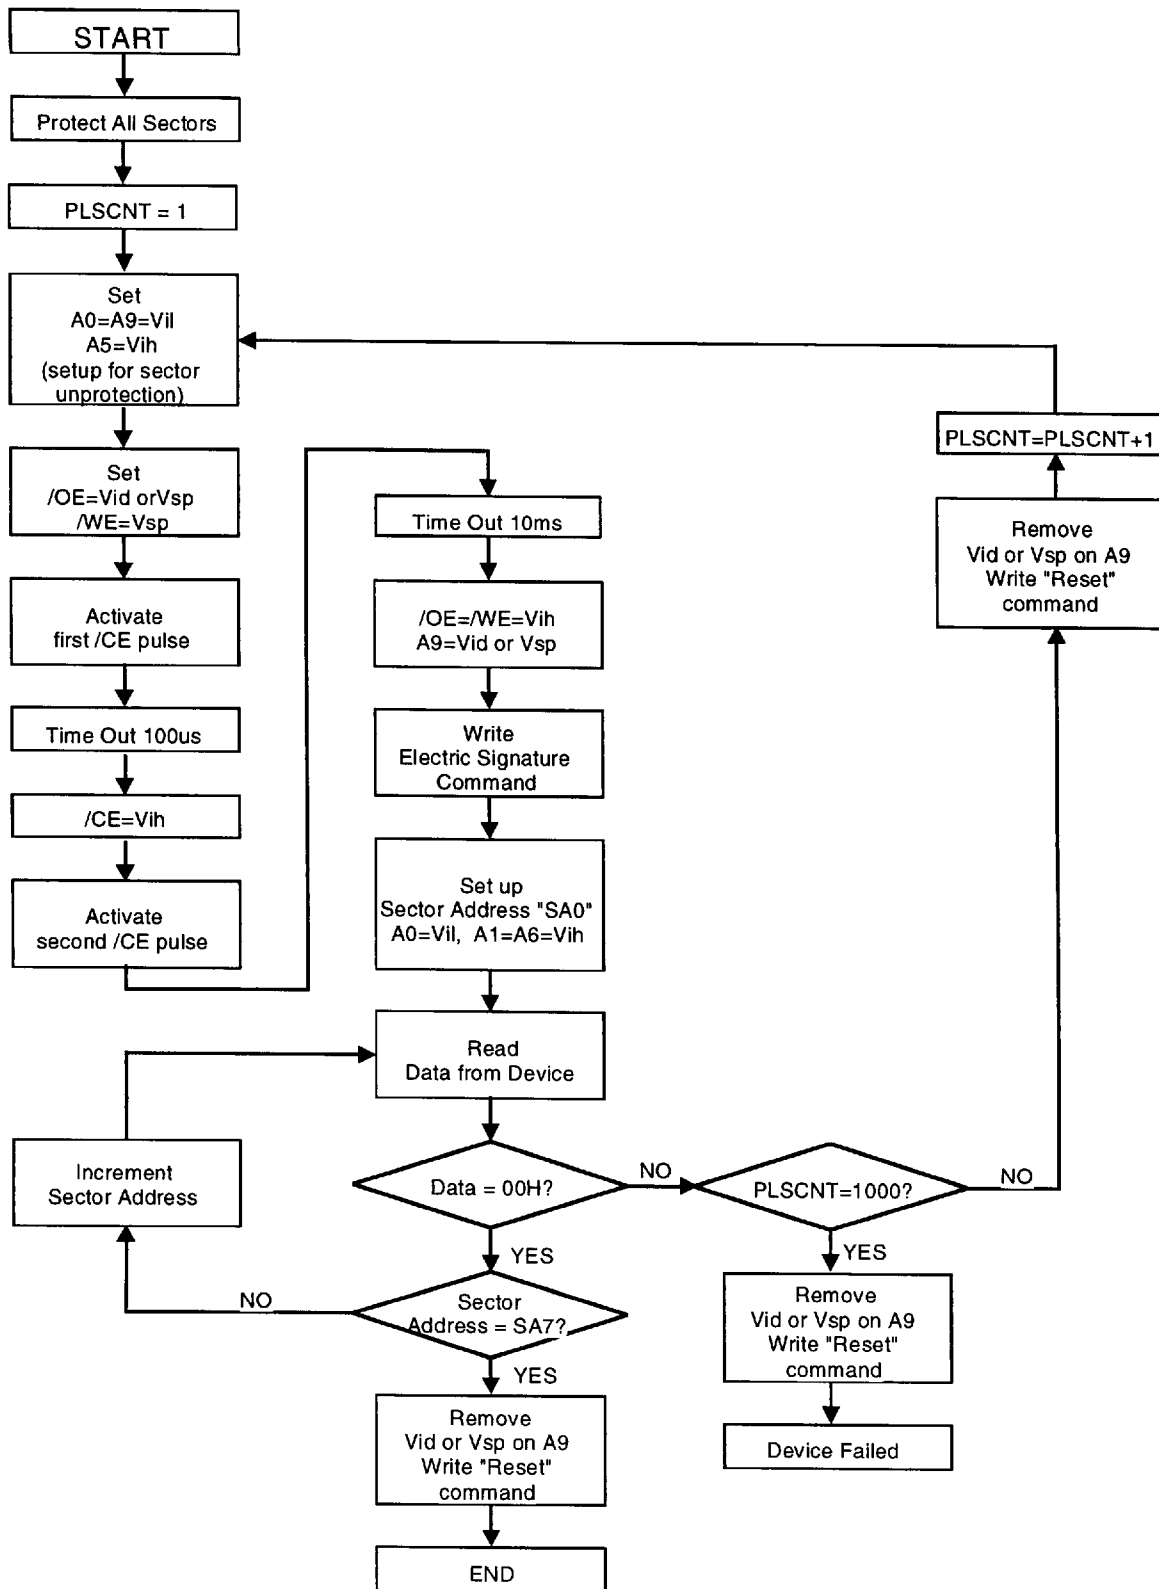 START
Protect All Sectors
PLSCNT = 1
Set
A0=A9=Vil
A5=Vih
(setup for sector
unprotection)
Set
/OE=Vid orVsp
/WE=Vsp
Activate
first /CE pulse
Time Out 100us
/CE=Vih
Activate
second /CE pulse
Time Out 10ms
/OE=/WE=Vih
A9=Vid or Vsp
Write
Electric Signature
Command
Set up
Sector Address "SA0"
A0=Vil, A1=A6=Vih
Read
Data from Device
Increment
Sector Address
Data = 00H?
NO
YES
Sector
Address = SA7?
NO
YES
Remove
Vid or Vsp on A9
Write "Reset"
command
END
PLSCNT=1000?
NO
YES
Remove
Vid or Vsp on A9
Write "Reset"
command
Device Failed
Remove
Vid or Vsp on A9
Write "Reset"
command
PLSCNT=PLSCNT+1